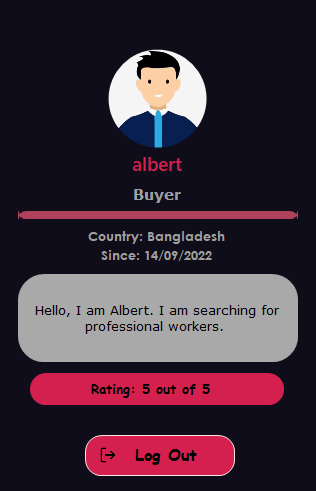 albert
Buyer
Country: Bangladesh
Since: 14/09/2022
Hello, I am Albert. I am searching for
professional workers.
Rating: 5 out of 5
Log Out